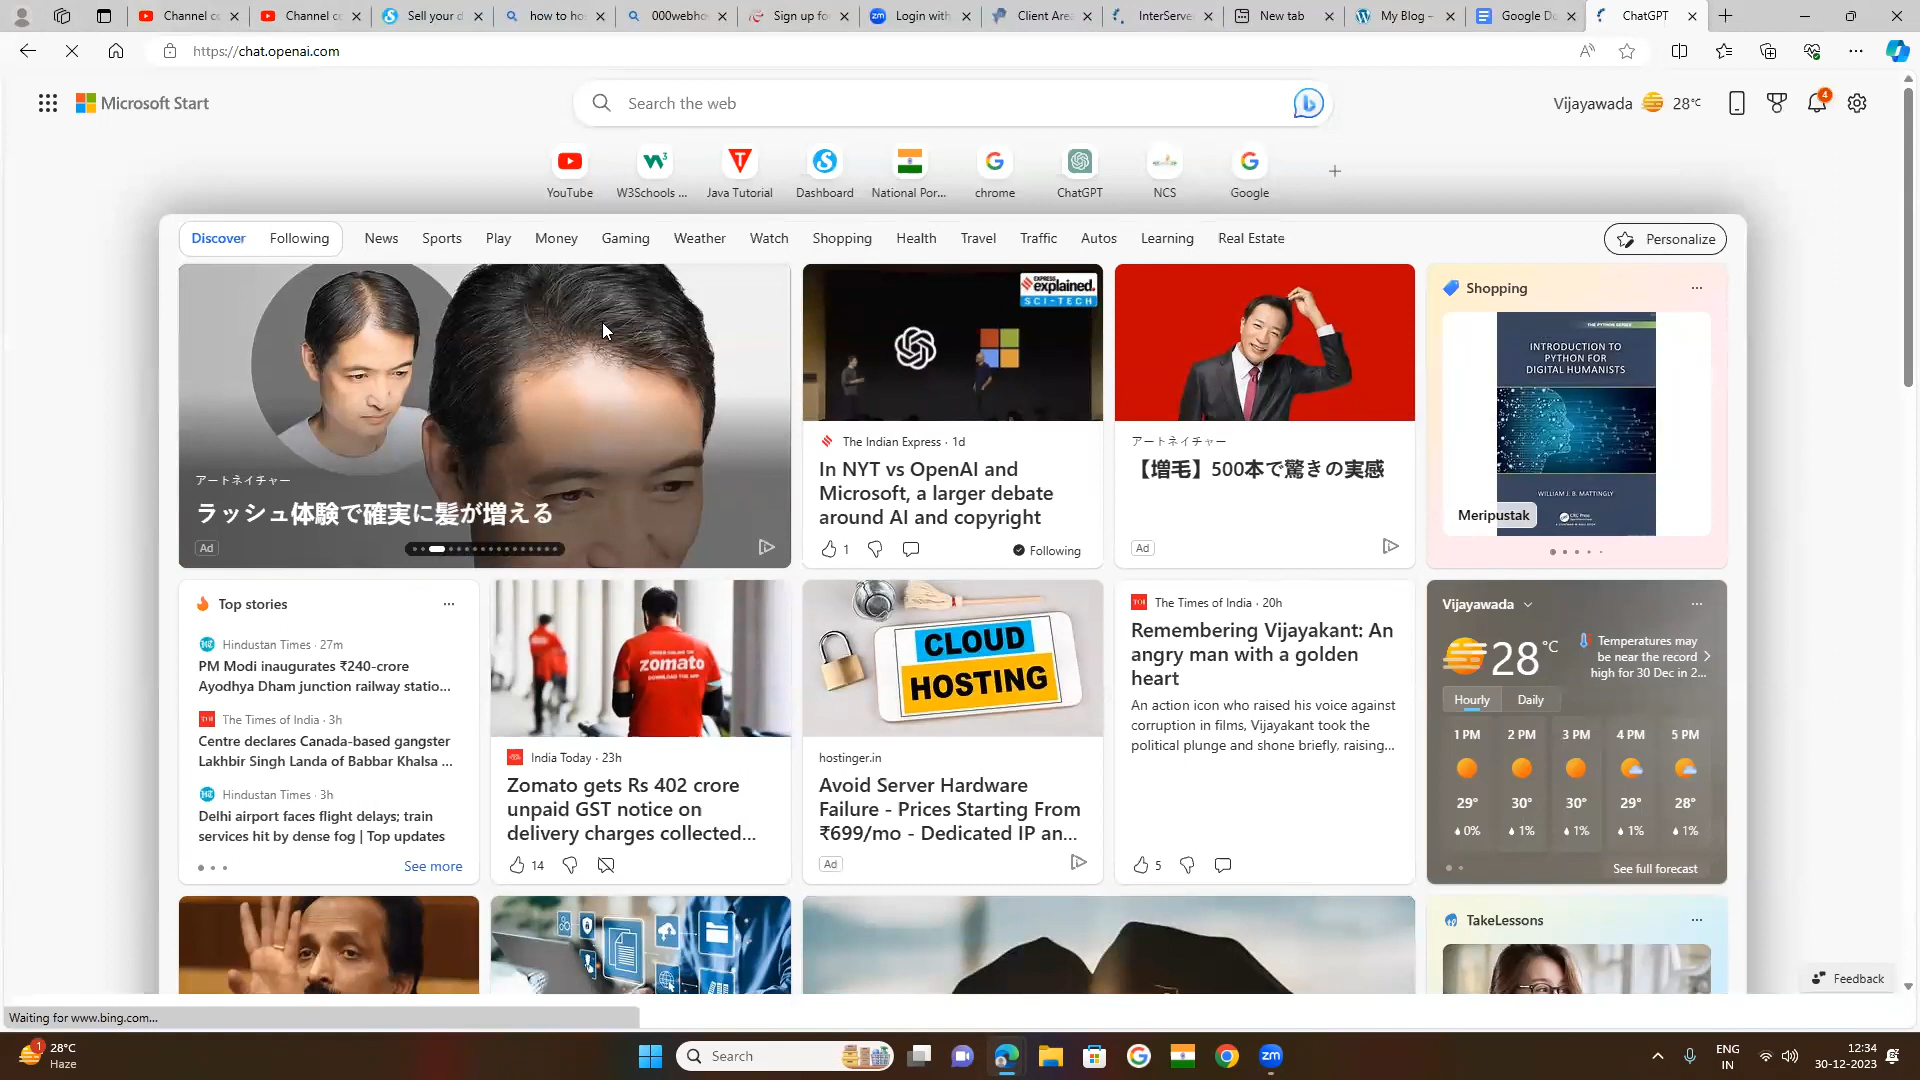 Channel co
Channel co
Sell your d
how to hos
000webho
Sign up fo
Login with
Client Area
InterServe
New tab
My Blog –
Google Do
ChatGPT
https://chat.openai.com
Microsoft Start
Search the web
Vijayawada 28°C
4
YouTube
W3Schools ...
Java Tutorial
Dashboard
National Por...
chrome
ChatGPT
NCS
Google
Discover Following News Sports Play Money Gaming Weather Watch Shopping Health Travel Traffic Autos Learning Real Estate
Personalize
アートネイチャー
ラッシュ体験で確実に髪が増える
Ad
EXPRESS
explained.
SCI-TECH
The Indian Express · 1d
In NYT vs OpenAI and
Microsoft, a larger debate
around AI and copyright
1
Following
アートネイチャー
【増毛】500本で驚きの実感
Ad
Shopping
THE PYTHON SERIES
INTRODUCTION TO
PYTHON FOR
DIGITAL HUMANISTS
WILLIAM J. B. MATTINGLY
CRC Press
Meripustak
Top stories
Hindustan Times · 27m
PM Modi inaugurates ₹240-crore
Ayodhya Dham junction railway statio...
TOI
The Times of India · 3h
Centre declares Canada-based gangster
Lakhbir Singh Landa of Babbar Khalsa ...
Hindustan Times · 3h
Delhi airport faces flight delays; train
services hit by dense fog | Top updates
See more
zomato
India Today · 23h
Zomato gets Rs 402 crore
unpaid GST notice on
delivery charges collected...
14
CLOUD
HOSTING
hostinger.in
Avoid Server Hardware
Failure - Prices Starting From
₹699/mo - Dedicated IP an...
Ad
TOI
The Times of India · 20h
Remembering Vijayakant: An
angry man with a golden
heart
An action icon who raised his voice against
corruption in films, Vijayakant took the
political plunge and shone briefly, raising...
5
Vijayawada
28 °C
Temperatures may
be near the record
high for 30 Dec in 2...
Hourly Daily
1 PM 2 PM 3 PM 4 PM 5 PM
29° 30° 30° 29° 28°
0% 1% 1% 1% 1%
See full forecast
TakeLessons
Feedback
Waiting for www.bing.com...
1
28°C
Haze
Search
zm
ENG
IN
12:34
30-12-2023